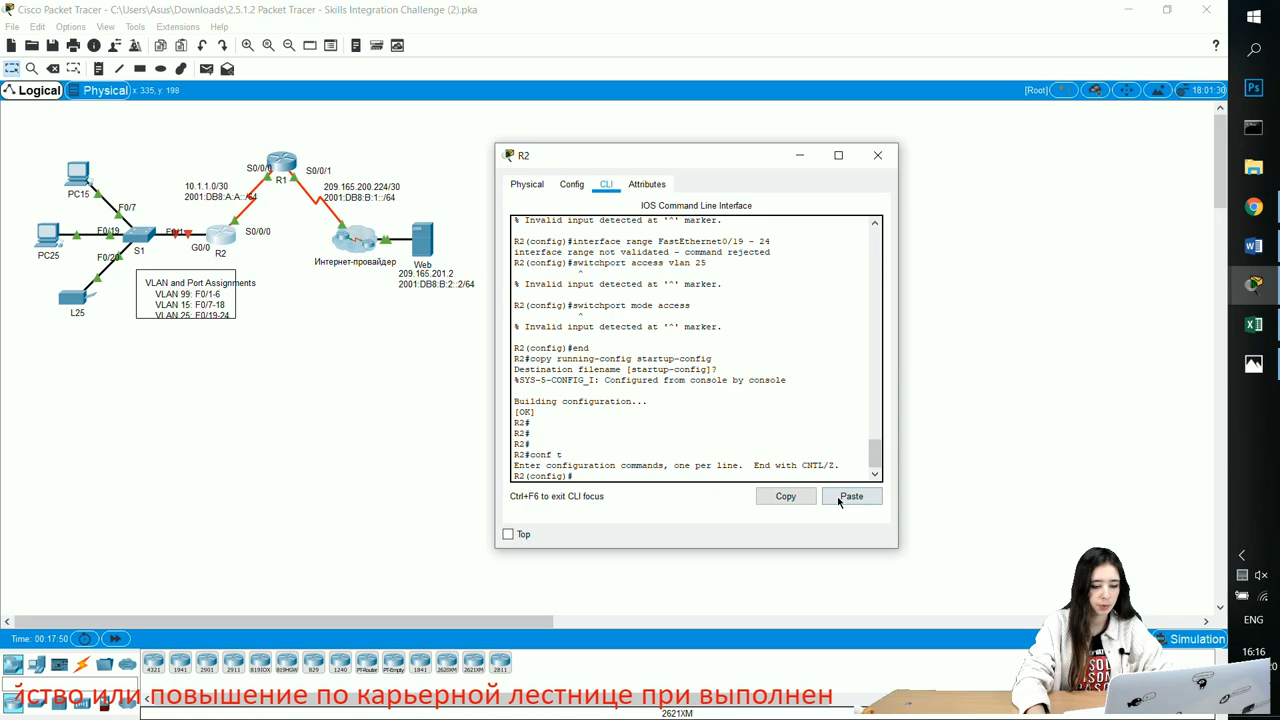 Cisco Packet Tracer - C:\Users\Asus\Downloads\2.5.1.2 Packet Tracer - Skills Integration Challenge (2).pka
File Edit Options View Tools Extensions Help
Logical Physical x: 335, y: 198 [Root] 18:01:30
PC15
F0/7
PC25
F0/19
F0/20
S1
F0/1
L25
10.1.1.0/30
2001:DB8:A:A::/64
S0/0/0
R1
S0/0/1
209.165.200.224/30
2001:DB8:B:1::/64
G0/0
R2
S0/0/0
Интернет-провайдер
Web
209.165.201.2
2001:DB8:B:2::2/64
VLAN and Port Assignments
VLAN 99: F0/1-6
VLAN 15: F0/7-18
VLAN 25: F0/19-24
R2
Physical Config CLI Attributes
IOS Command Line Interface
% Invalid input detected at '^' marker.
R2(config)#interface range FastEthernet0/19 - 24
interface range not validated - command rejected
R2(config)#switchport access vlan 25
^
% Invalid input detected at '^' marker.
R2(config)#switchport mode access
^
% Invalid input detected at '^' marker.
R2(config)#end
R2#copy running-config startup-config
Destination filename [startup-config]?
%SYS-5-CONFIG_I: Configured from console by console
Building configuration...
[OK]
R2#
R2#
R2#
R2#conf t
Enter configuration commands, one per line. End with CNTL/Z.
R2(config)#
Ctrl+F6 to exit CLI focus Copy Paste
Top
Time: 00:17:50 Simulation
4321 1941 2901 2911 819IOX 819HGW 829 1240 PT-Router PT-Empty 1841 2620XM 2621XM 2811
йство или повышение по карьерной лестнице при выполнен
2621XM
Ps
ENG
16:16